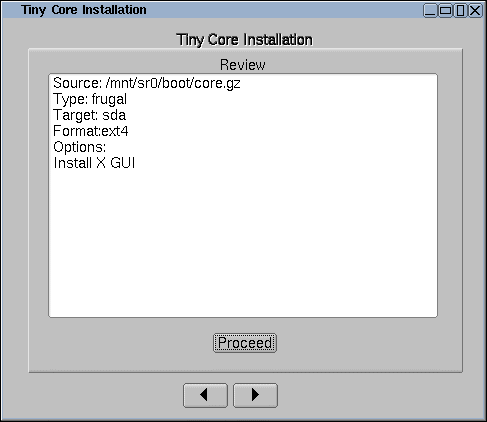 Tiny Core Installation
Tiny Core Installation
Review
Source: /mnt/sr0/boot/core.gz
Type: frugal
Target: sda
Format:ext4
Options:
Install X GUI
Proceed